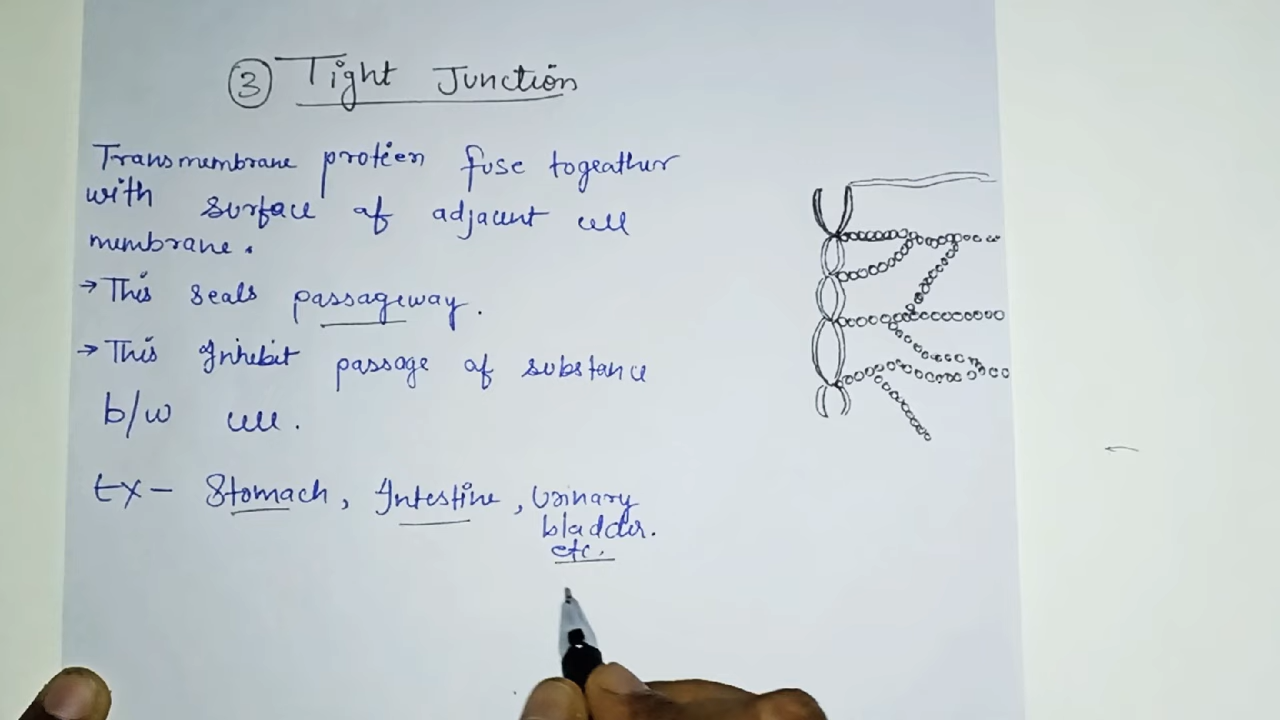 ③ Tight Junction
Transmembrane protien fuse togeather
with surface of adjacent cell
membrane.
→ This seals passageway.
→ This Inhibit passage of substance
b/w cell.
Ex - Stomach, Intestine, Urinary
bladder.
etc.